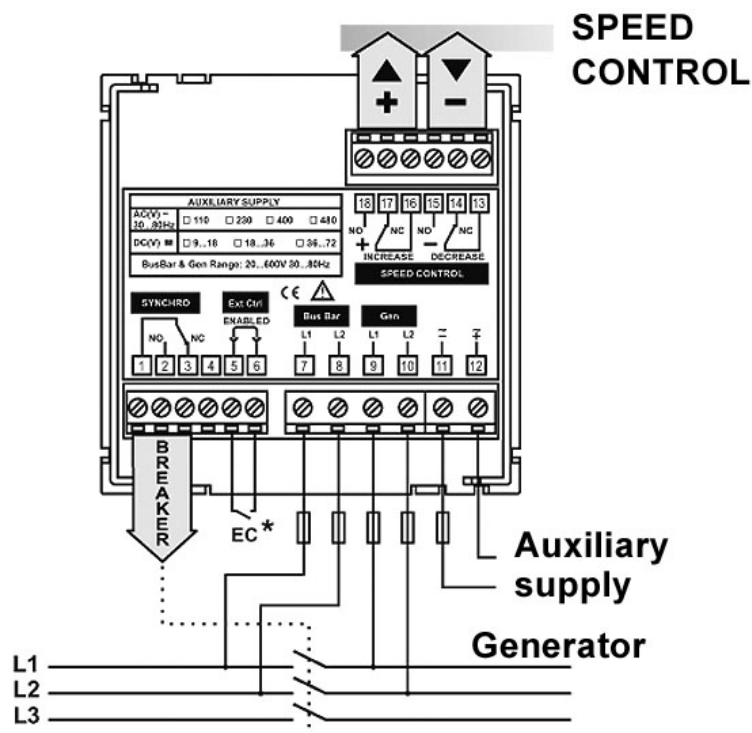 SPEED
CONTROL
+ -
AUXILIARY SUPPLY
AC(V) ~
30...80Hz
110 230 400 480
DC(V)
9...18 18...36 36...72
BusBar & Gen Range: 20...600V 30...80Hz
18 17 16 15 14 13
NO NC NO NC
+ -
INCREASE DECREASE
SPEED CONTROL
CE
SYNCHRO
NO NC
Ext Ctrl
ENABLED
Bus Bar
L1 L2
Gen
L1 L2
1 2 3 4 5 6 7 8 9 10 11 12
BREAKER
EC*
Auxiliary
supply
Generator
L1
L2
L3